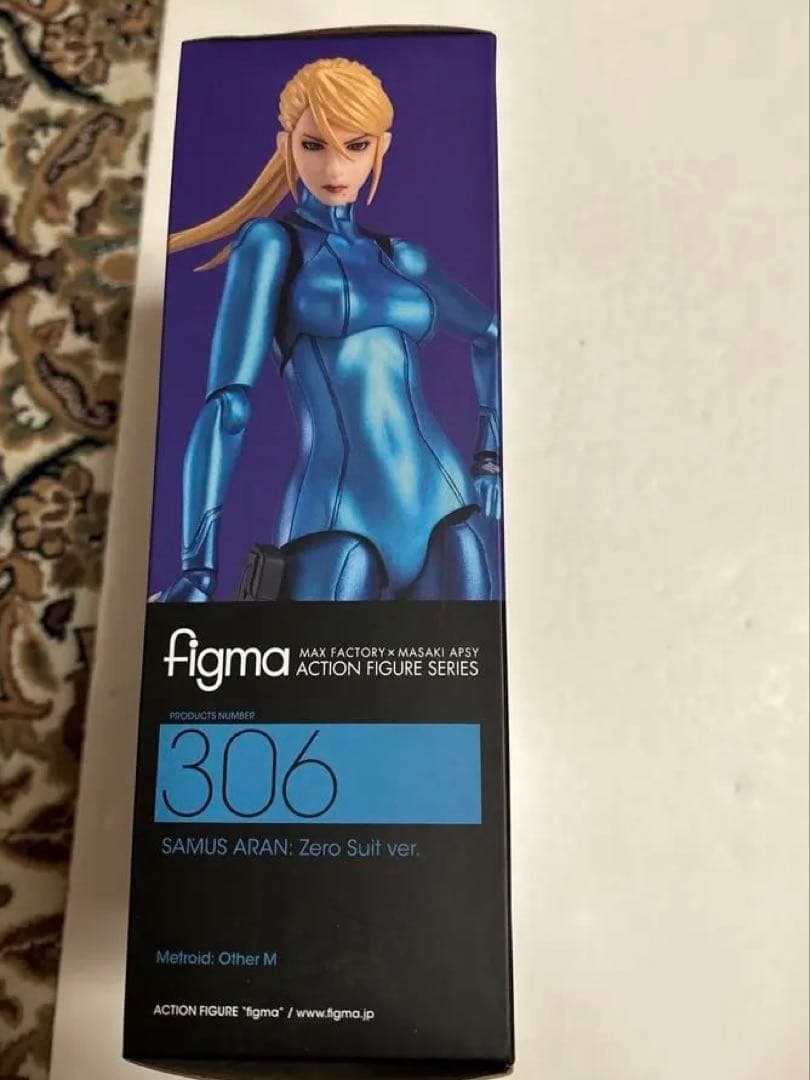 figma
MAX FACTORY × MASAKI APSY
ACTION FIGURE SERIES
PRODUCTS NUMBER
306
SAMUS ARAN: Zero Suit ver.
Metroid: Other M
ACTION FIGURE "figma" / www.figma.jp